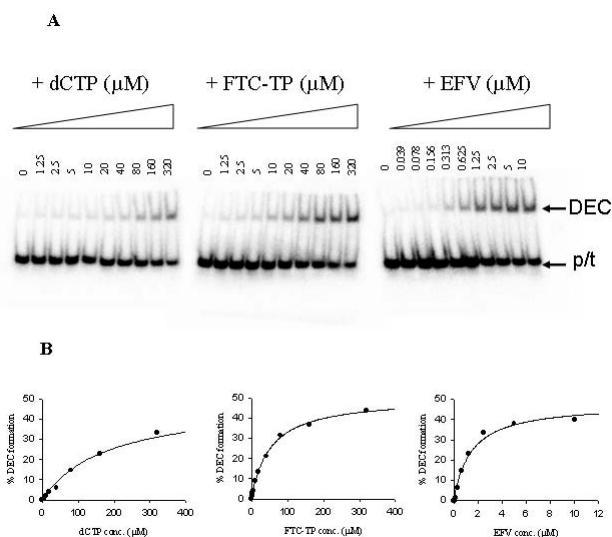 A
+ dCTP (µM) + FTC-TP (µM) + EFV (µM)
0 1.25 2.5 5 10 20 40 80 160 320
0 1.25 2.5 5 10 20 40 80 160 320
0 0.039 0.078 0.156 0.313 0.625 1.25 2.5 5 10
DEC
p/t
B
% DEC formation
50
40
30
20
10
0
0 100 200 300 400
dCTP conc. (µM)
% DEC formation
50
40
30
20
10
0
0 100 200 300 400
FTC-TP conc. (µM)
% DEC formation
50
40
30
20
10
0
0 2 4 6 8 10 12
EFV conc. (µM)